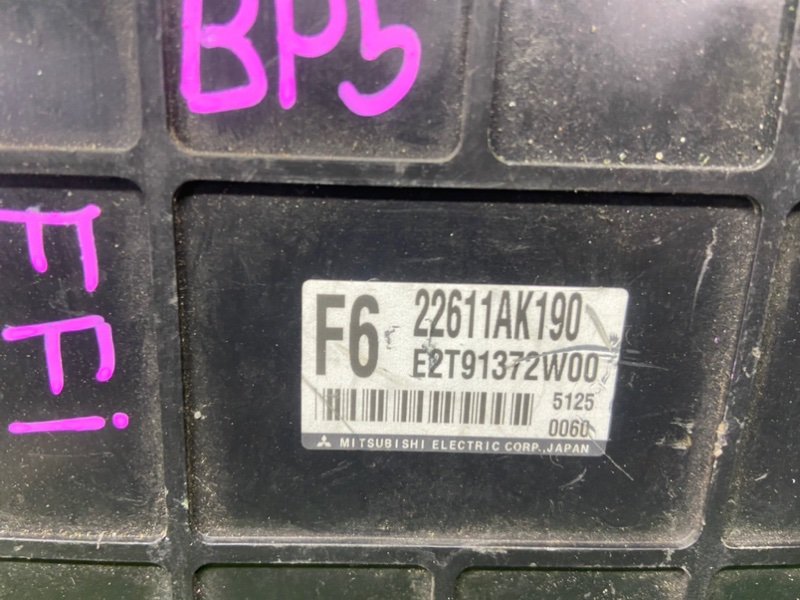 BP5
EFi
F6 22611AK190
E2T91372W00
5125
0060
MITSUBISHI ELECTRIC CORP., JAPAN